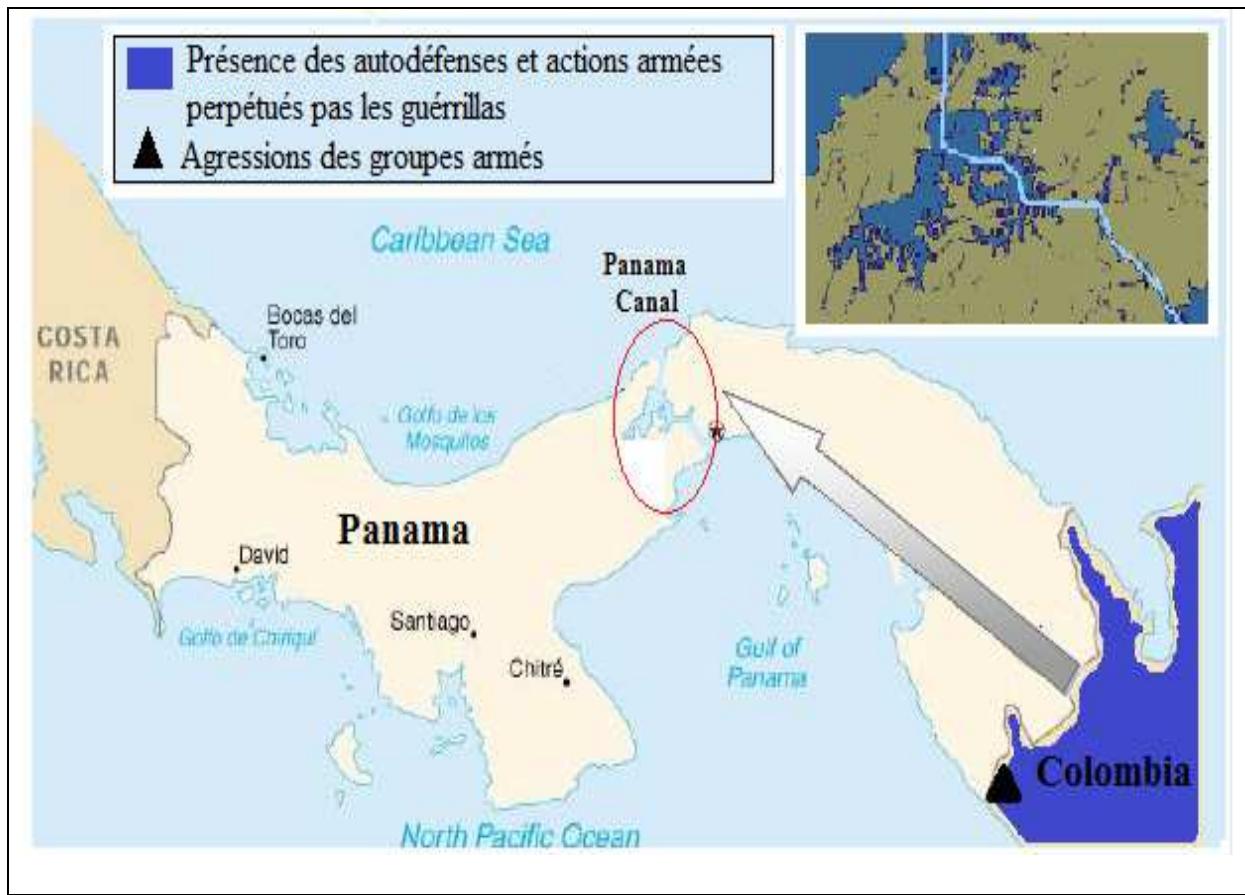 Présence des autodéfenses et actions armées
perpétués pas les guérrillas
Agressions des groupes armés
Caribbean Sea
Panama
Canal
Bocas del
Toro
COSTA
RICA
Golfo de los
Mosquitos
Panama
David
Santiago
Golfo de Chiriquí
Chitré
Gulf of
Panama
Colombia
North Pacific Ocean